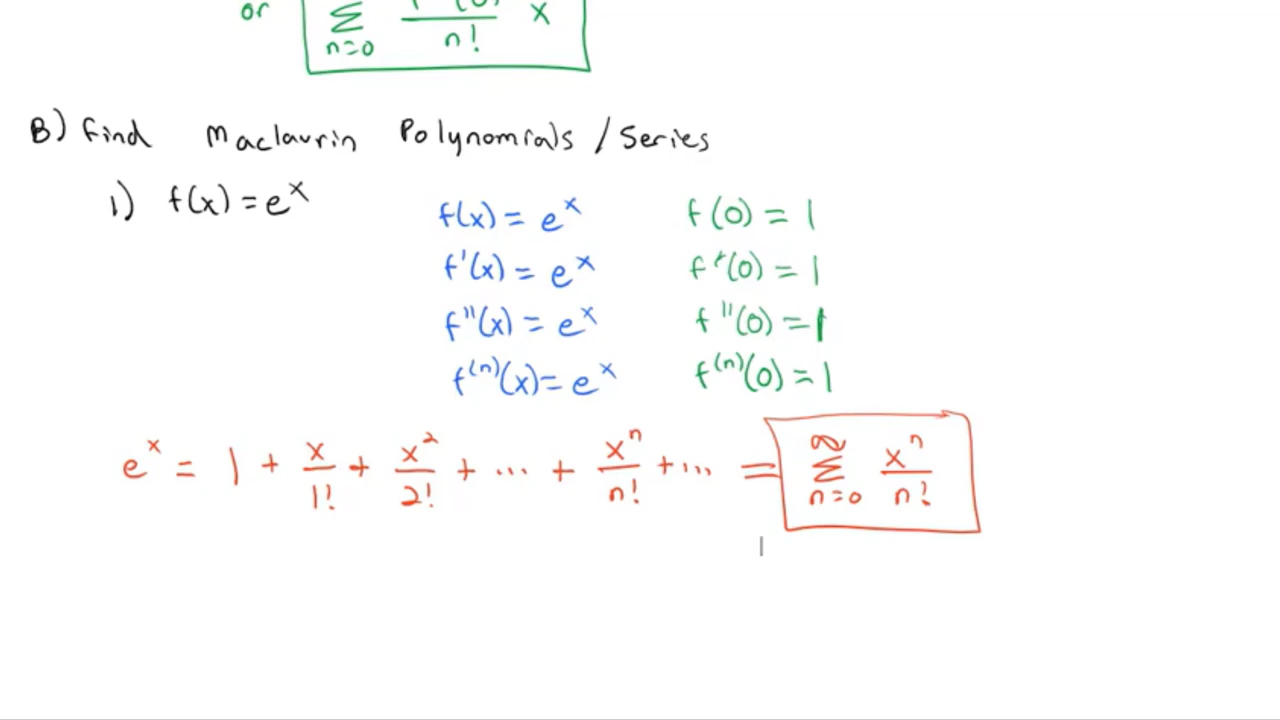 or ∑ n=0 n! x
B) Find Maclaurin Polynomials / Series
1) f(x) = e^x
f(x) = e^x f(0) = 1
f'(x) = e^x f'(0) = 1
f''(x) = e^x f''(0) = 1
f^(n)(x) = e^x f^(n)(0) = 1
e^x = 1 + x/1! + x^2/2! + ... + x^n/n! + ... = ∞ ∑ n=0 x^n/n!